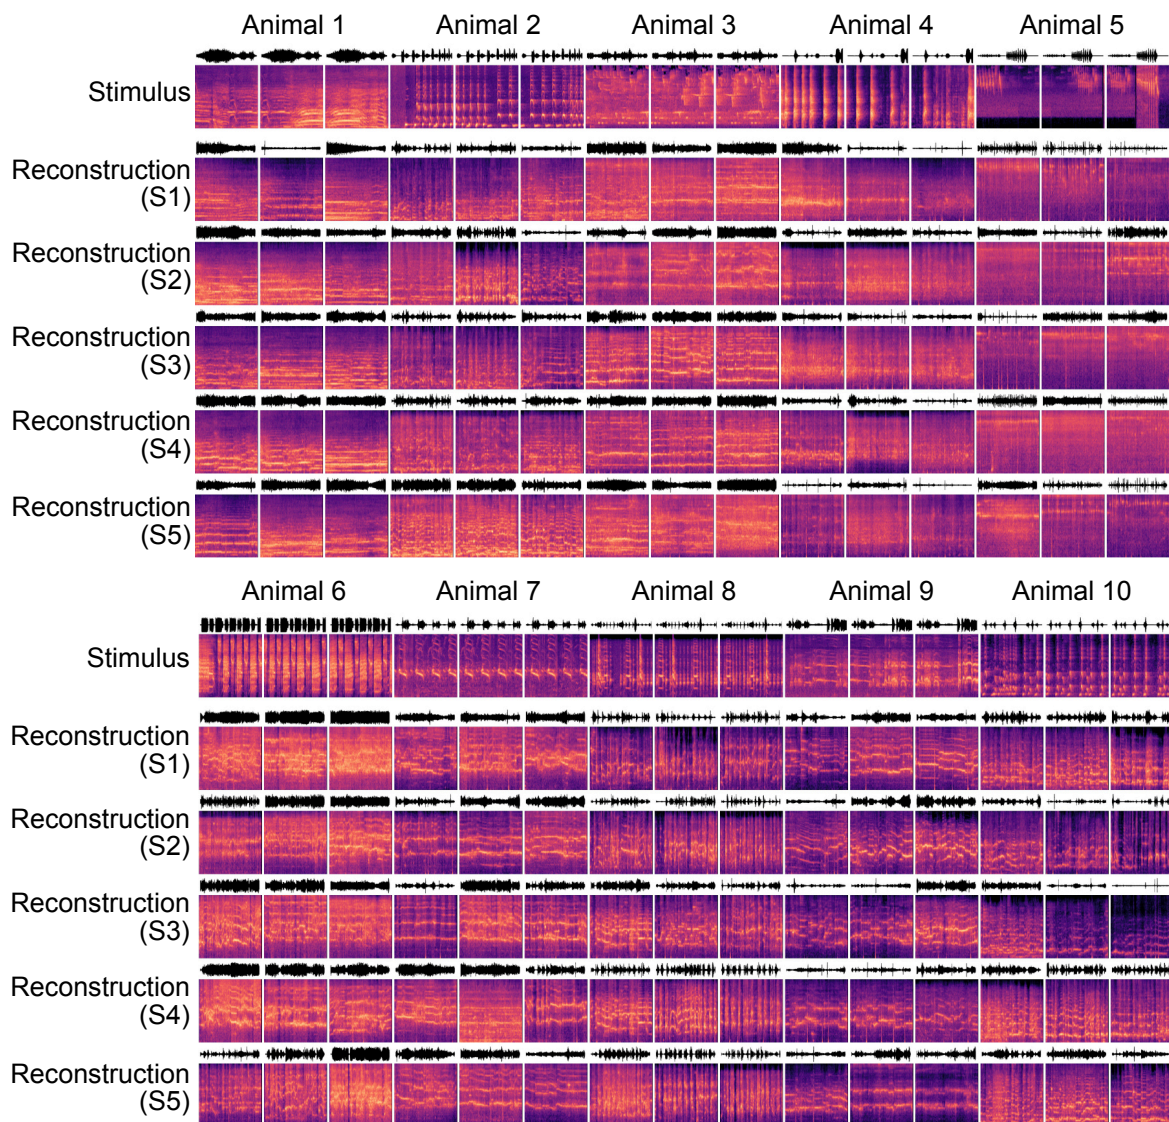 Animal 1 Animal 2 Animal 3 Animal 4 Animal 5
Stimulus
Reconstruction
(S1)
Reconstruction
(S2)
Reconstruction
(S3)
Reconstruction
(S4)
Reconstruction
(S5)
Animal 6 Animal 7 Animal 8 Animal 9 Animal 10
Stimulus
Reconstruction
(S1)
Reconstruction
(S2)
Reconstruction
(S3)
Reconstruction
(S4)
Reconstruction
(S5)